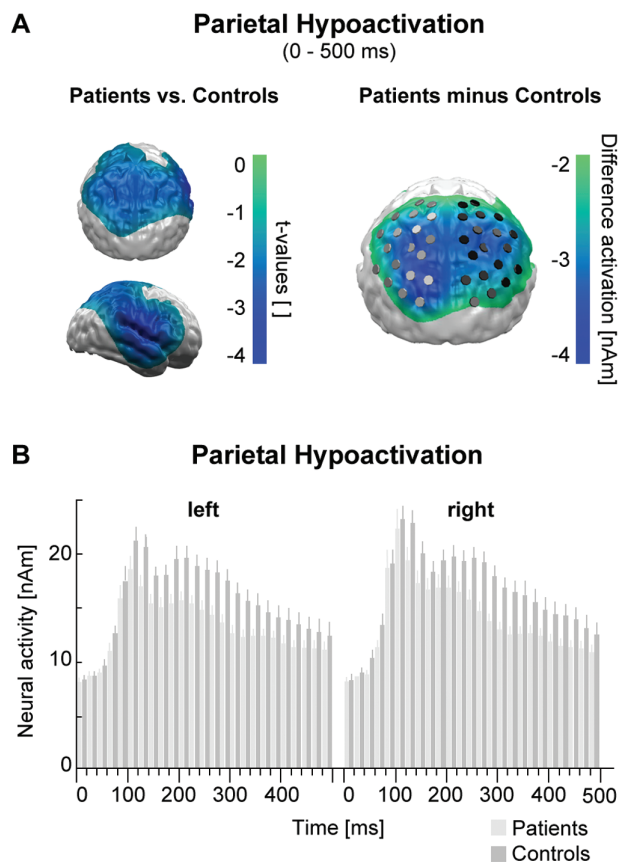 A
Parietal Hypoactivation
(0 - 500 ms)
Patients vs. Controls
Patients minus Controls
0
-1
-2
-3
-4
t-values [ ]
-2
-3
-4
Difference activation [nAm]
B
Parietal Hypoactivation
left
right
Neural activity [nAm]
20
10
0
0 100 200 300 0 100 200 300 400 500
Time [ms]
Patients
Controls